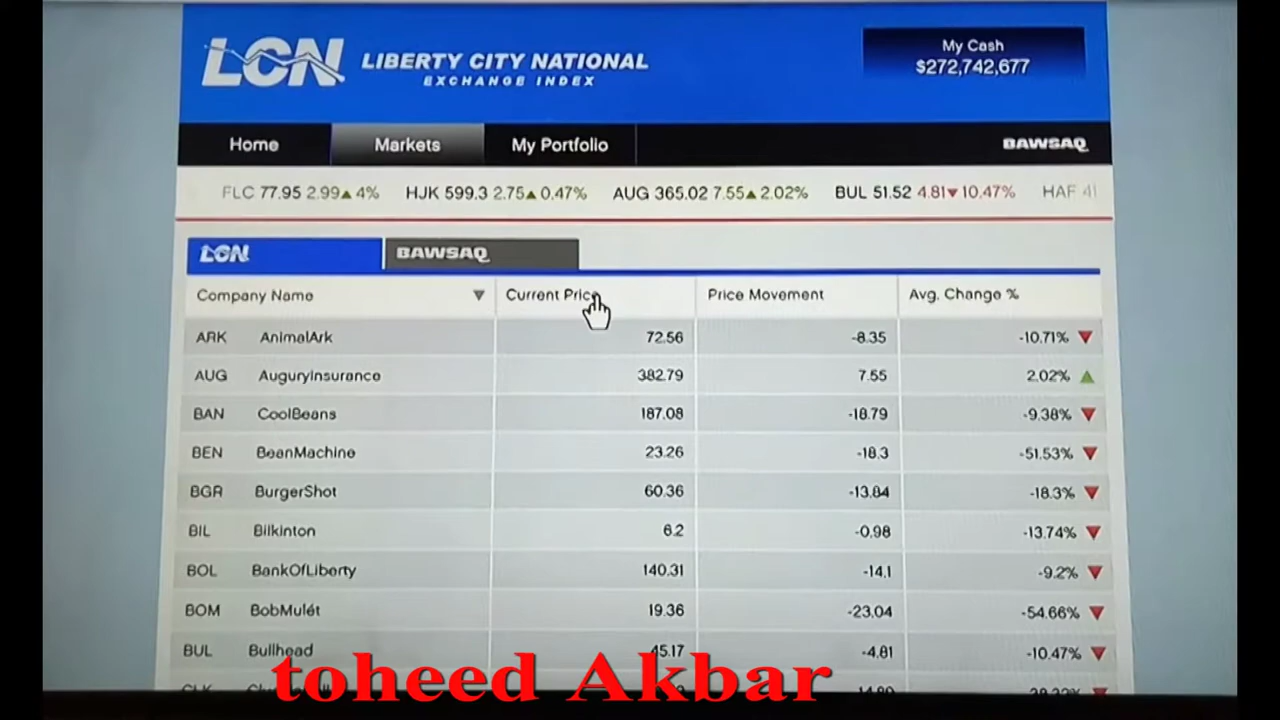 LCN LIBERTY CITY NATIONAL
EXCHANGE INDEX
My Cash
$272,742,677
Home Markets My Portfolio BAWSAQ
FLC 77.95 2.99▲ 4% HJK 599.3 2.75▲ 0.47% AUG 365.02 7.55▲ 2.02% BUL 51.52 4.81▼ 10.47% HAF
LCN BAWSAQ
Company Name ▼ Current Price Price Movement Avg. Change %
ARK AnimalArk 72.56 -8.35 -10.71% ▼
AUG AuguryInsurance 382.79 7.55 2.02% ▲
BAN CoolBeans 187.08 -18.79 -9.38% ▼
BEN BeanMachine 23.26 -18.3 -51.53% ▼
BGR BurgerShot 60.36 -13.84 -18.3% ▼
BIL Bilkinton 6.2 -0.98 -13.74% ▼
BOL BankOfLiberty 140.31 -14.1 -9.2% ▼
BOM BobMulét 19.36 -23.04 -54.66% ▼
BUL Bullhead 45.17 -4.81 -10.47% ▼
toheed Akbar